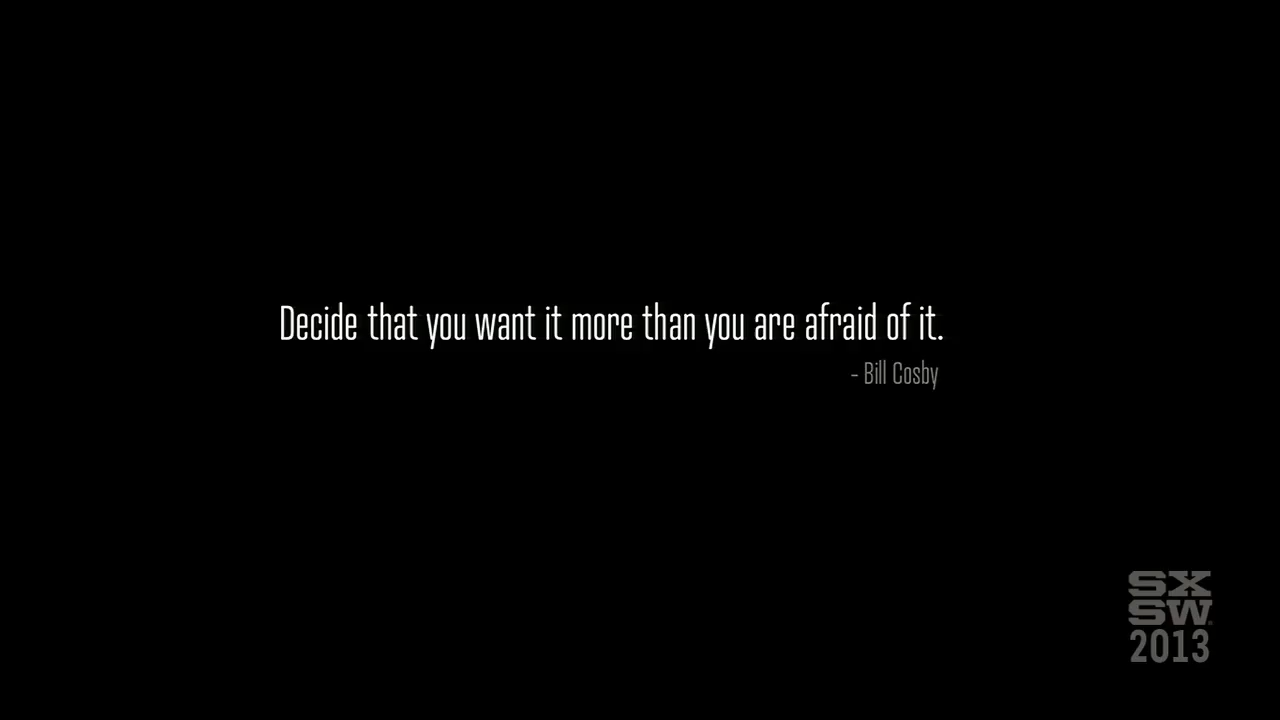 Decide that you want it more than you are afraid of it.
- Bill Cosby
SX
SW.
2013